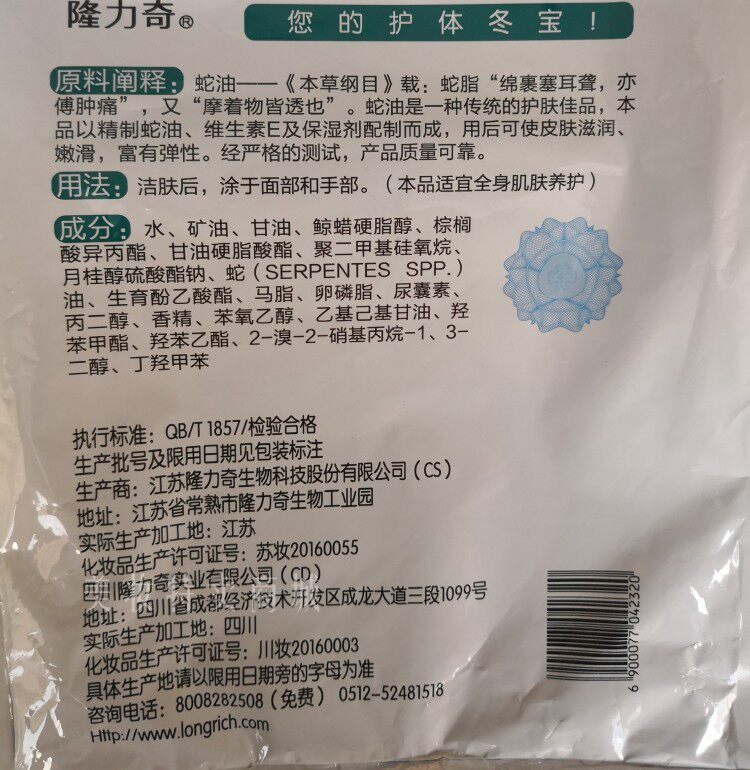 隆力奇®
您的护体冬宝！
原料阐释：蛇油——《本草纲目》载：蛇脂“绵裹塞耳聋，亦
傅肿痛”，又“摩着物皆透也”。蛇油是一种传统的护肤佳品，本
品以精制蛇油、维生素E及保湿剂配制而成，用后可使皮肤滋润、
嫩滑，富有弹性。经严格的测试，产品质量可靠。
用法：洁肤后，涂于面部和手部。（本品适宜全身肌肤养护）
成分：水、矿油、甘油、鲸蜡硬脂醇、棕榈
酸异丙酯、甘油硬脂酸酯、聚二甲基硅氧烷、
月桂醇硫酸酯钠、蛇（SERPENTES SPP.）
油、生育酚乙酸酯、马脂、卵磷脂、尿囊素、
丙二醇、香精、苯氧乙醇、乙基己基甘油、羟
苯甲酯、羟苯乙酯、2-溴-2-硝基丙烷-1、3-
二醇、丁羟甲苯
执行标准：QB/T 1857/检验合格
生产批号及限用日期见包装标注
生产商：江苏隆力奇生物科技股份有限公司（CS）
地址：江苏省常熟市隆力奇生物工业园
实际生产加工地：江苏
化妆品生产许可证号：苏妆20160055
四川隆力奇实业有限公司（CD）
地址：四川省成都经济技术开发区成龙大道三段1099号
实际生产加工地：四川
化妆品生产许可证号：川妆20160003
具体生产地请以限用日期旁的字母为准
咨询电话：8008282508（免费） 0512-52481518
Http://www.longrich.com
6 900077 042320